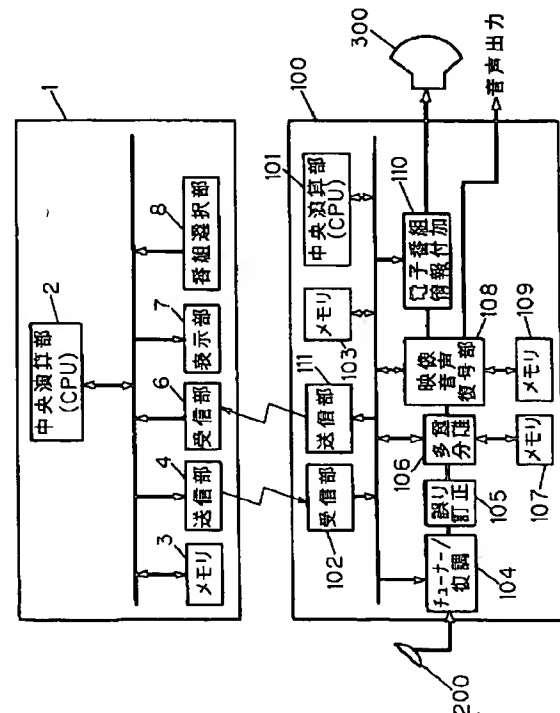 1
2
中央演算部
(CPU)
3
メモリ
4
送信部
6
受信部
7
表示部
8
番組選択部
100
101
中央演算部
(CPU)
102
受信部
111
送信部
103
メモリ
110
電子番組
情報付加
104
チューナー/
復調
105
誤り
訂正
106
多重
分離
108
映像
音声
復号部
107
メモリ
109
メモリ
200
300
音声出力